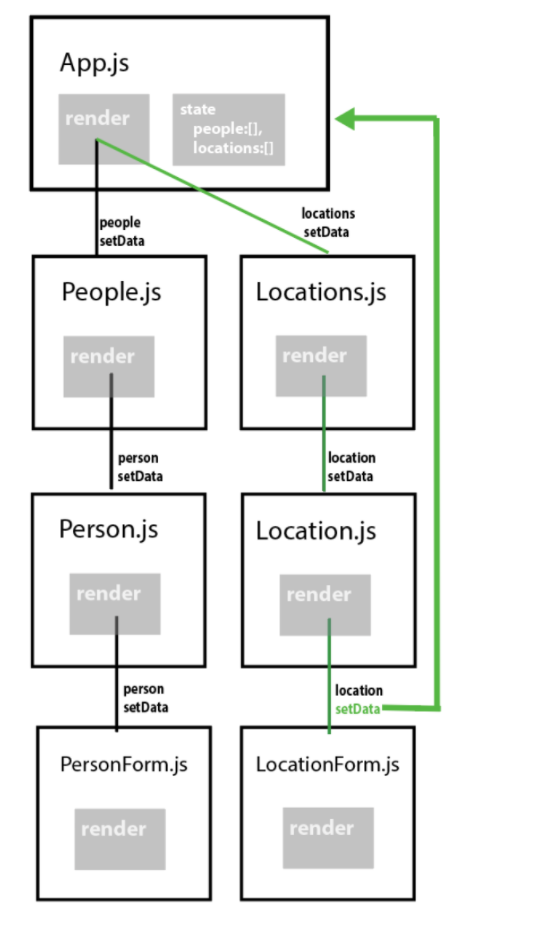 App.js
render
state
people:[],
locations:[]
people
setData
locations
setData
People.js
render
Locations.js
render
person
setData
location
setData
Person.js
render
Location.js
render
person
setData
location
setData
PersonForm.js
render
LocationForm.js
render